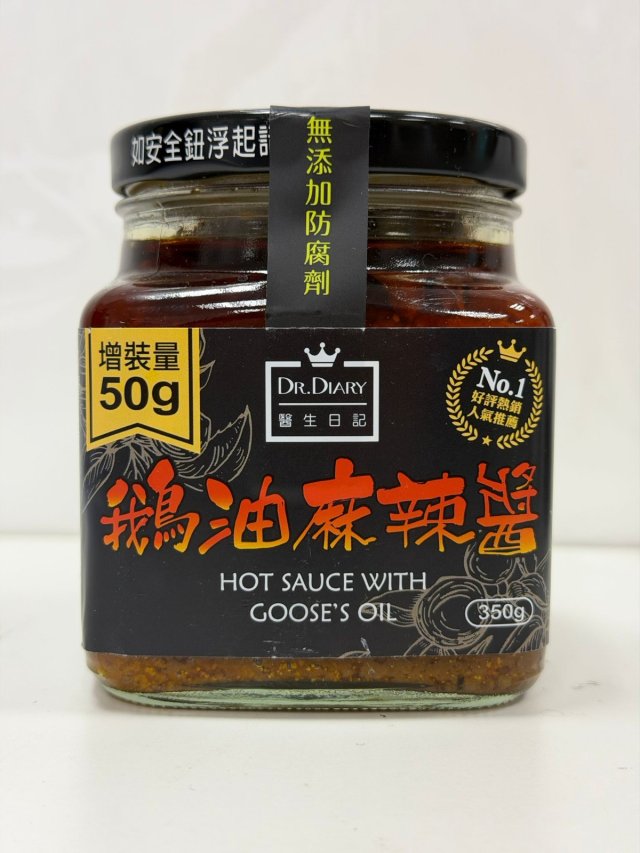 如安全鈕浮起請
無添加防腐劑
增裝量
50g
DR.DIARY
醫生日記
No.1
好評熱銷
人氣推薦
鵝油麻辣醬
HOT SAUCE WITH
GOOSE'S OIL
350g